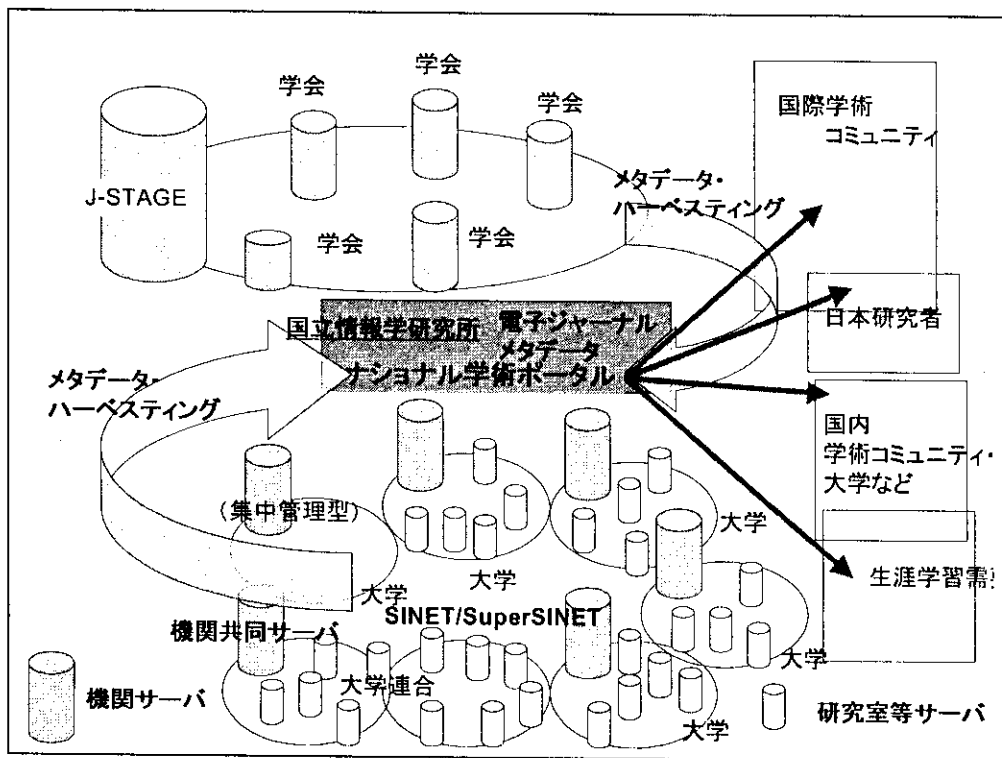 学会
学会
学会
国際学術
コミュニティ
J-STAGE
メタデータ・
ハーベスティング
学会
学会
国立情報学研究所
電子ジャーナル
メタデータ
ナショナル学術ポータル
日本研究者
メタデータ・
ハーベスティング
国内
学術コミュニティ・
大学など
(集中管理型)
大学
大学
大学
生涯学習需要
SINET/SuperSINET
機関共同サーバ
大学
大学連合
機関サーバ
大学
研究室等サーバ